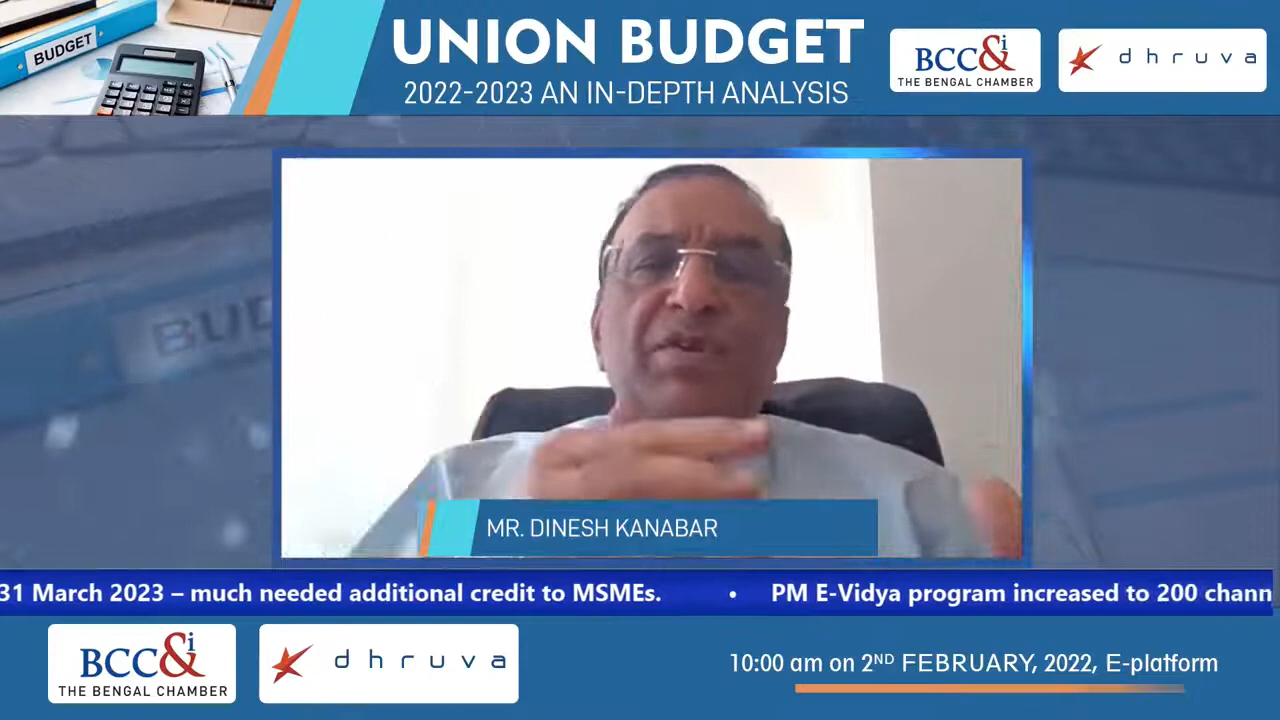 BUDGET
UNION BUDGET
2022-2023 AN IN-DEPTH ANALYSIS
BCC&i
THE BENGAL CHAMBER
dhruva
BUD
MR. DINESH KANABAR
31 March 2023 – much needed additional credit to MSMEs. • PM E-Vidya program increased to 200 chann
BCC&i
THE BENGAL CHAMBER
dhruva
10:00 am on 2ND FEBRUARY, 2022, E-platform